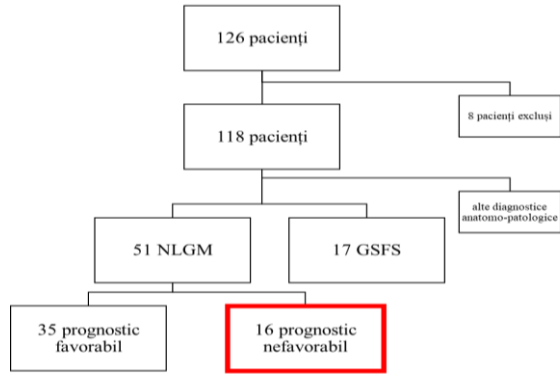 126 pacienți
8 pacienți excluși
118 pacienți
alte diagnostice
anatomo-patologice
51 NLGM
17 GSFS
35 prognostic
favorabil
16 prognostic
nefavorabil